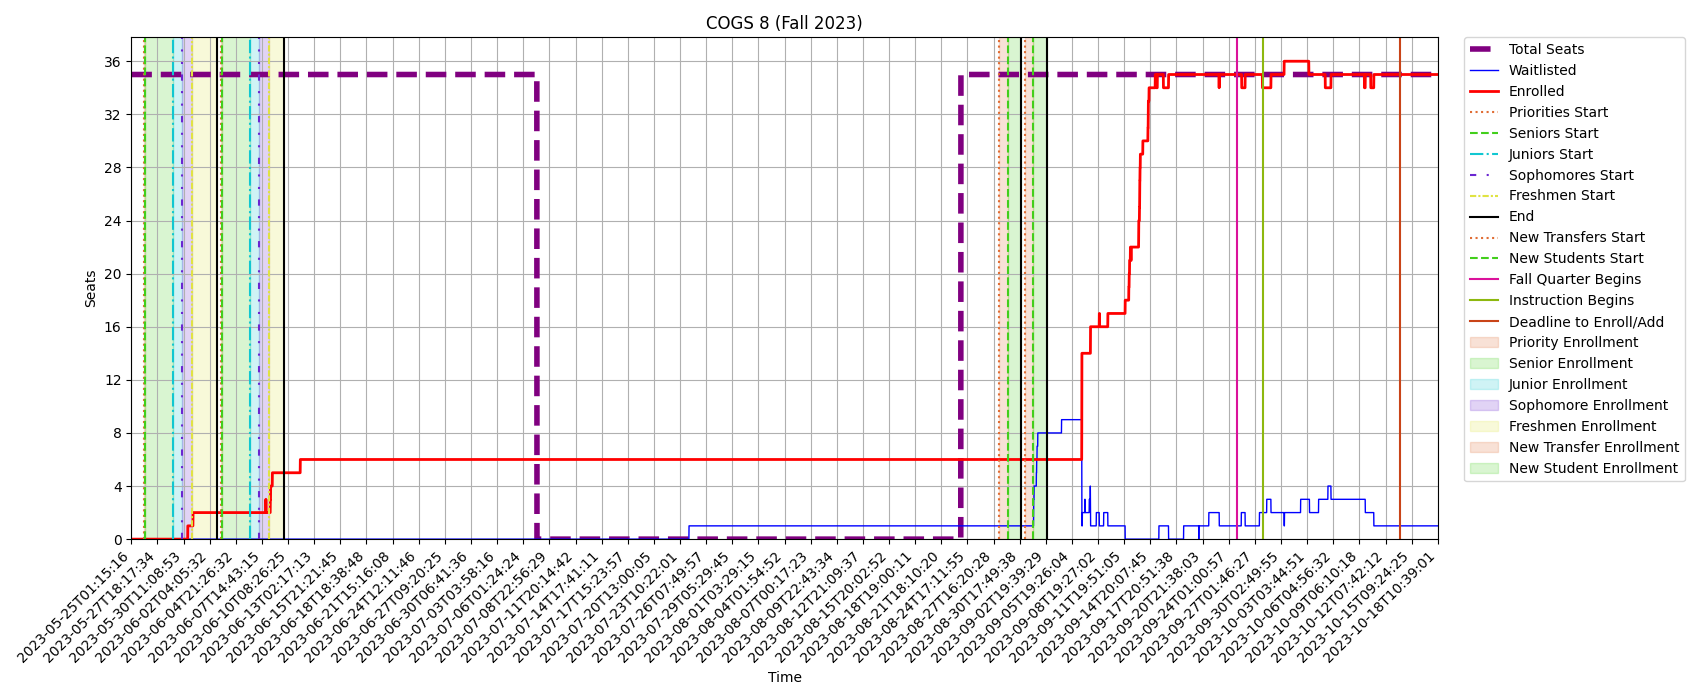 COGS 8 (Fall 2023)
Seats
36
32
28
24
20
16
12
8
4
0
2023-05-25T01:15:16
2023-05-27T18:17:34
2023-05-30T11:08:53
2023-06-02T04:05:32
2023-06-04T21:26:32
2023-06-07T14:43:15
2023-06-10T08:26:23
2023-06-13T02:17:13
2023-06-15T21:21:45
2023-06-18T18:38:48
2023-06-21T15:16:08
2023-06-24T12:11:46
2023-06-27T09:20:25
2023-06-30T06:41:36
2023-07-03T03:58:16
2023-07-06T01:24:24
2023-07-08T22:56:29
2023-07-11T20:14:42
2023-07-14T17:41:11
2023-07-17T15:23:57
2023-07-20T13:00:05
2023-07-23T10:22:01
2023-07-26T07:49:57
2023-07-29T05:29:45
2023-08-01T03:29:15
2023-08-04T01:54:52
2023-08-07T00:17:23
2023-08-09T22:43:34
2023-08-12T21:09:37
2023-08-15T20:02:52
2023-08-18T19:00:11
2023-08-21T18:10:20
2023-08-24T17:11:55
2023-08-27T16:20:28
2023-08-30T17:49:38
2023-09-02T19:39:29
2023-09-05T19:26:04
2023-09-08T19:27:02
2023-09-11T19:51:05
2023-09-14T20:07:45
2023-09-17T20:51:38
2023-09-20T21:38:03
2023-09-24T01:00:57
2023-09-27T01:46:27
2023-09-30T02:49:55
2023-10-03T03:44:51
2023-10-06T04:56:32
2023-10-09T06:10:18
2023-10-12T07:42:12
2023-10-15T09:24:25
2023-10-18T10:39:01
Time
Total Seats
Waitlisted
Enrolled
Priorities Start
Seniors Start
Juniors Start
Sophomores Start
Freshmen Start
End
New Transfers Start
New Students Start
Fall Quarter Begins
Instruction Begins
Deadline to Enroll/Add
Priority Enrollment
Senior Enrollment
Junior Enrollment
Sophomore Enrollment
Freshmen Enrollment
New Transfer Enrollment
New Student Enrollment